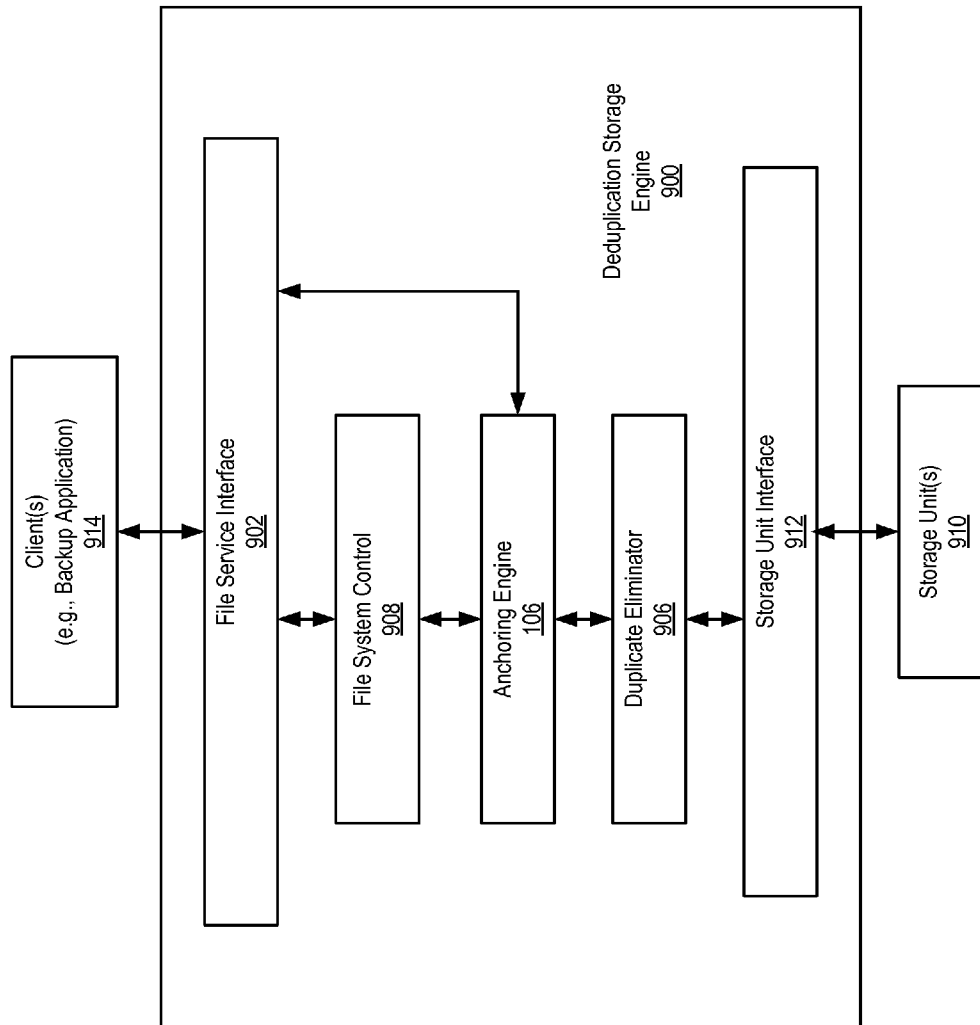 Client(s)
(e.g., Backup Application)
914
File Service Interface
902
File System Control
908
Anchoring Engine
106
Duplicate Eliminator
906
Deduplication Storage
Engine
900
Storage Unit Interface
912
Storage Unit(s)
910